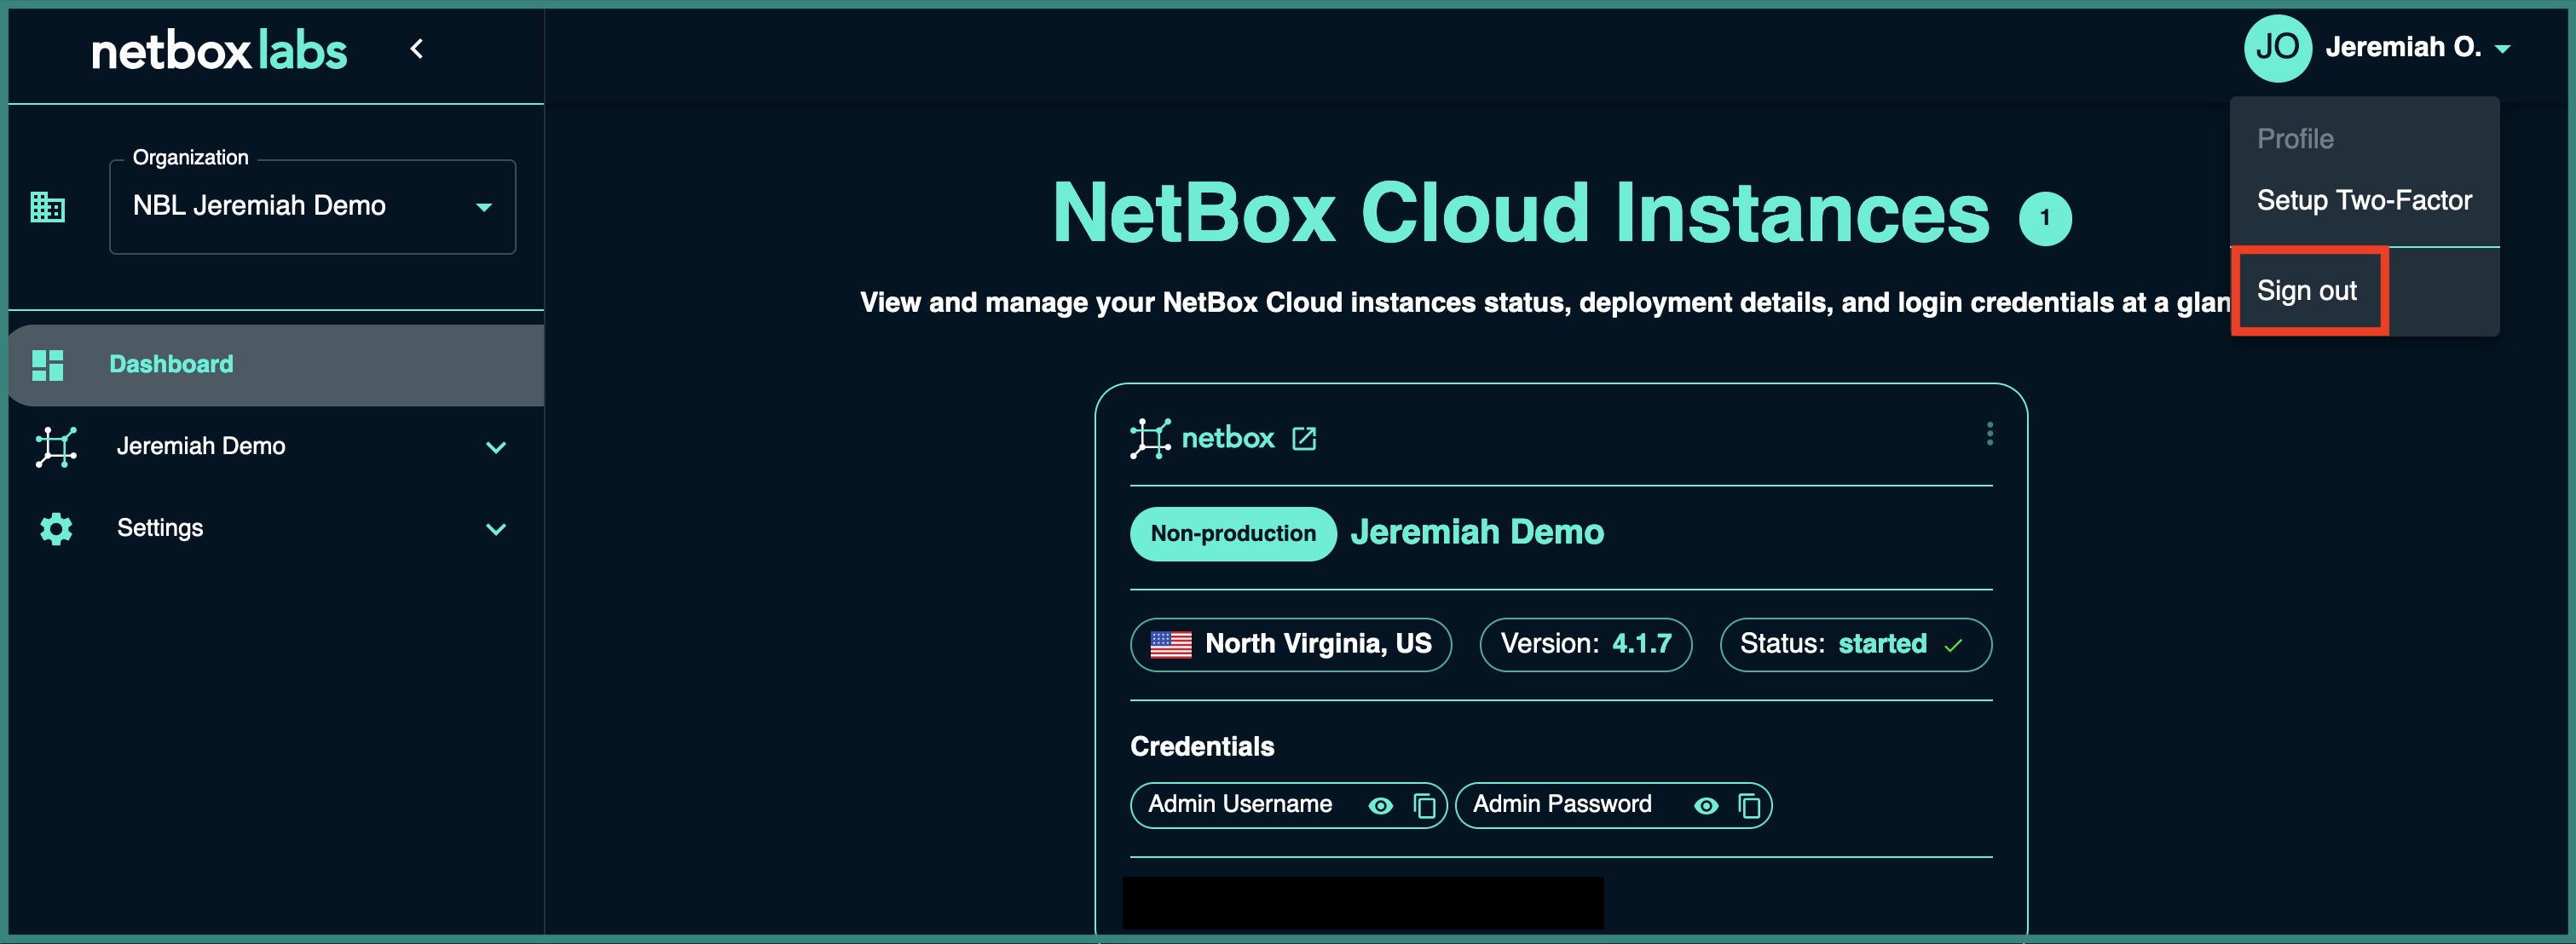 netboxlabs
JO Jeremiah O.
Organization
NBL Jeremiah Demo
Dashboard
Jeremiah Demo
Settings
Profile
Setup Two-Factor
Sign out
NetBox Cloud Instances 1
View and manage your NetBox Cloud instances status, deployment details, and login credentials at a glan
netbox
Non-production Jeremiah Demo
North Virginia, US Version: 4.1.7 Status: started
Credentials
Admin Username Admin Password